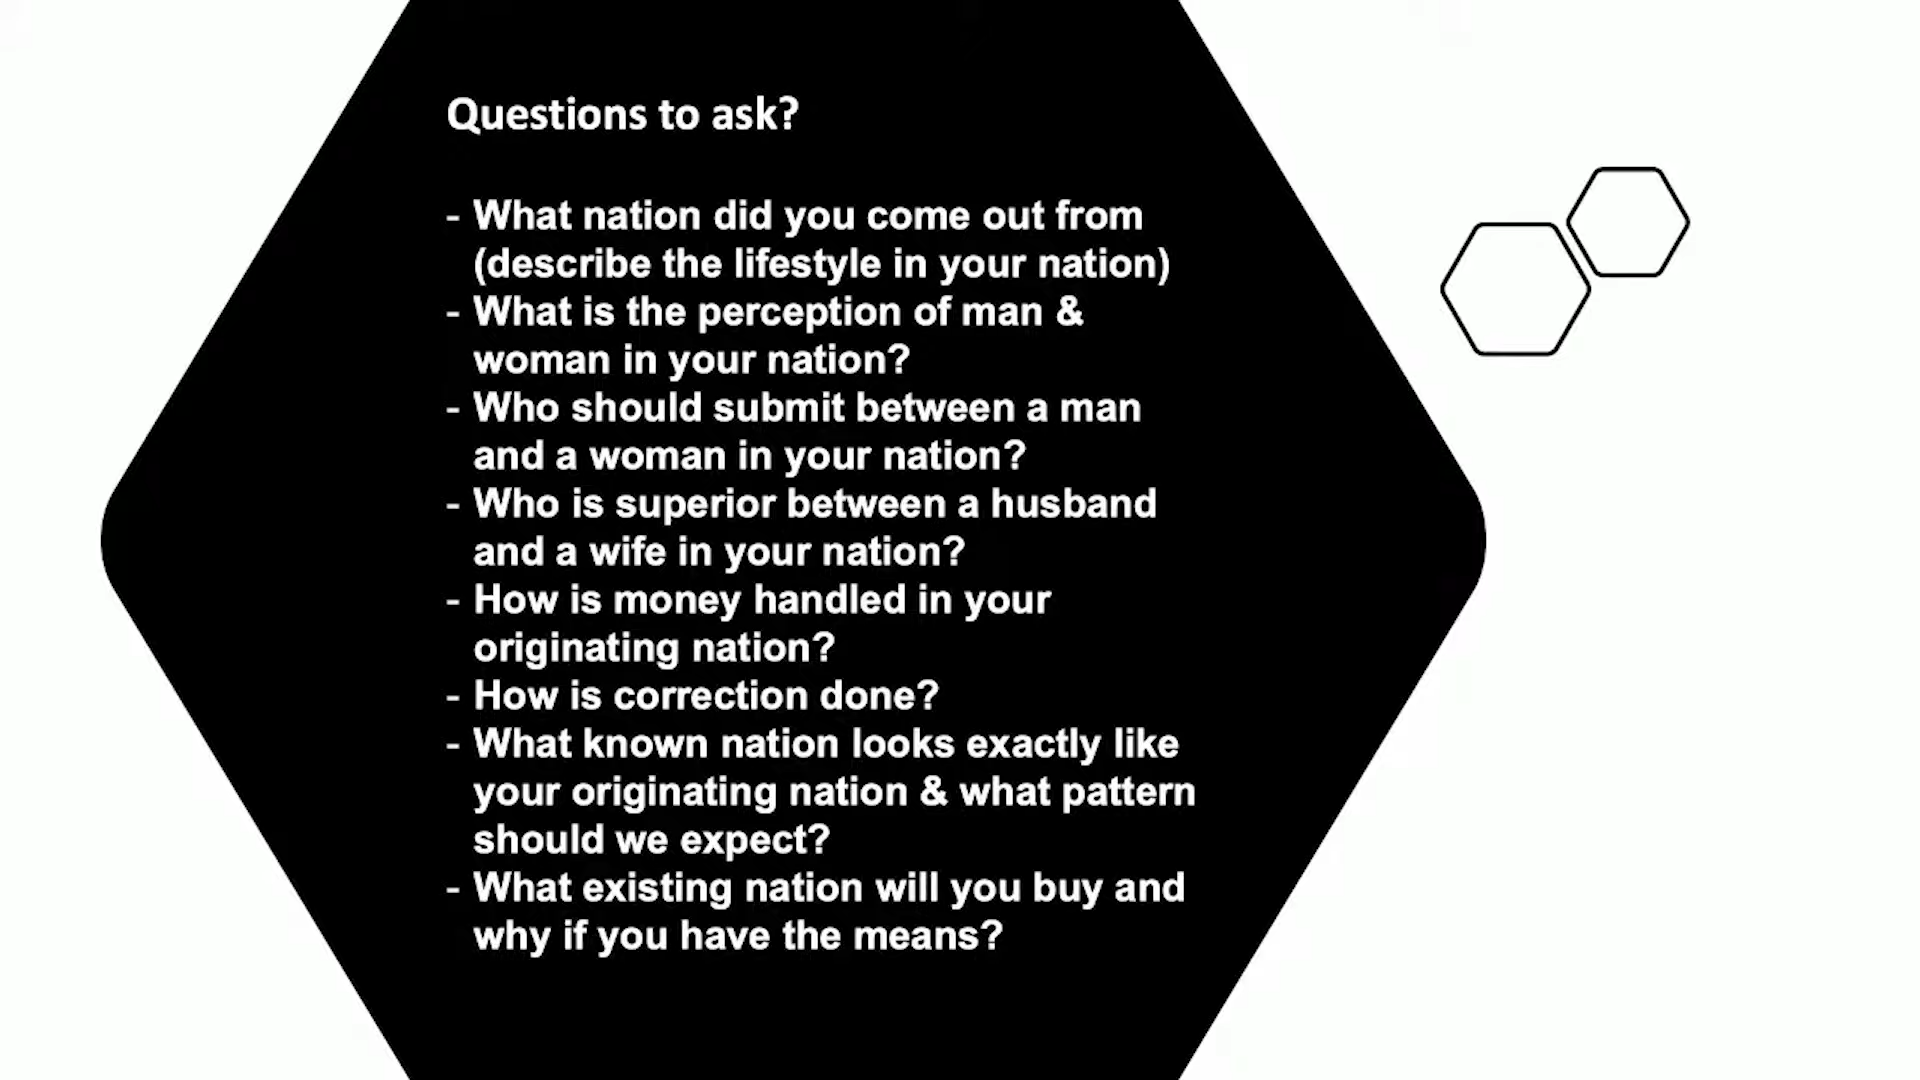 Questions to ask?
- What nation did you come out from
(describe the lifestyle in your nation)
- What is the perception of man &
woman in your nation?
- Who should submit between a man
and a woman in your nation?
- Who is superior between a husband
and a wife in your nation?
- How is money handled in your
originating nation?
- How is correction done?
- What known nation looks exactly like
your originating nation & what pattern
should we expect?
- What existing nation will you buy and
why if you have the means?